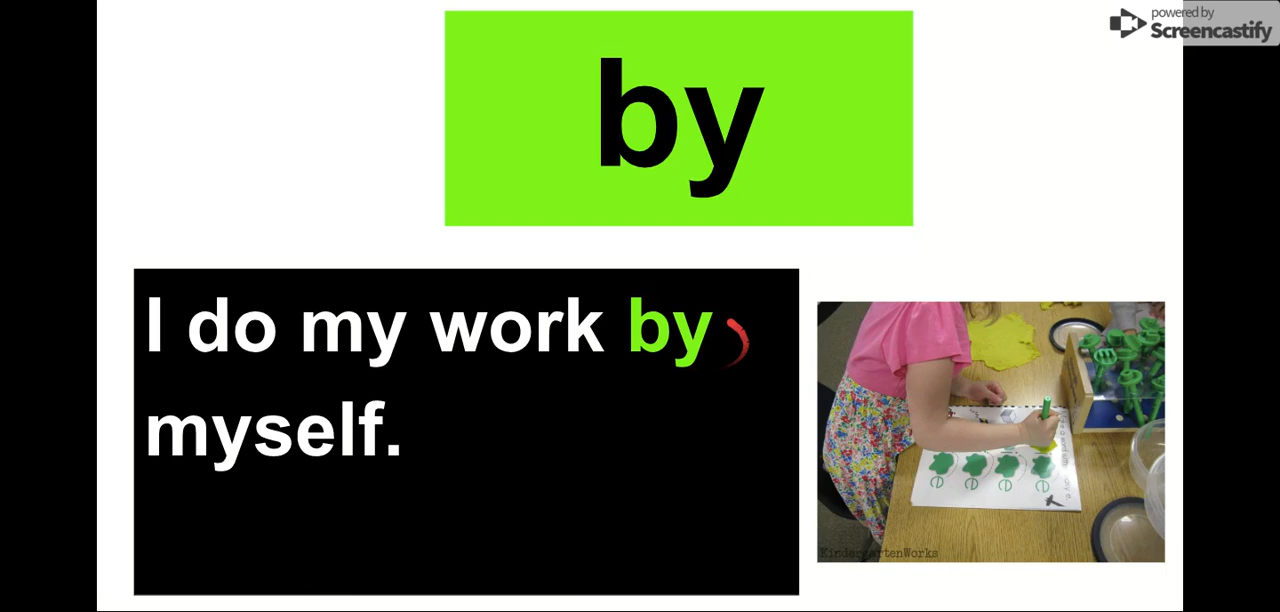 powered by
Screencastify
by
I do my work by
myself.
e e e e
KindergartenWorks